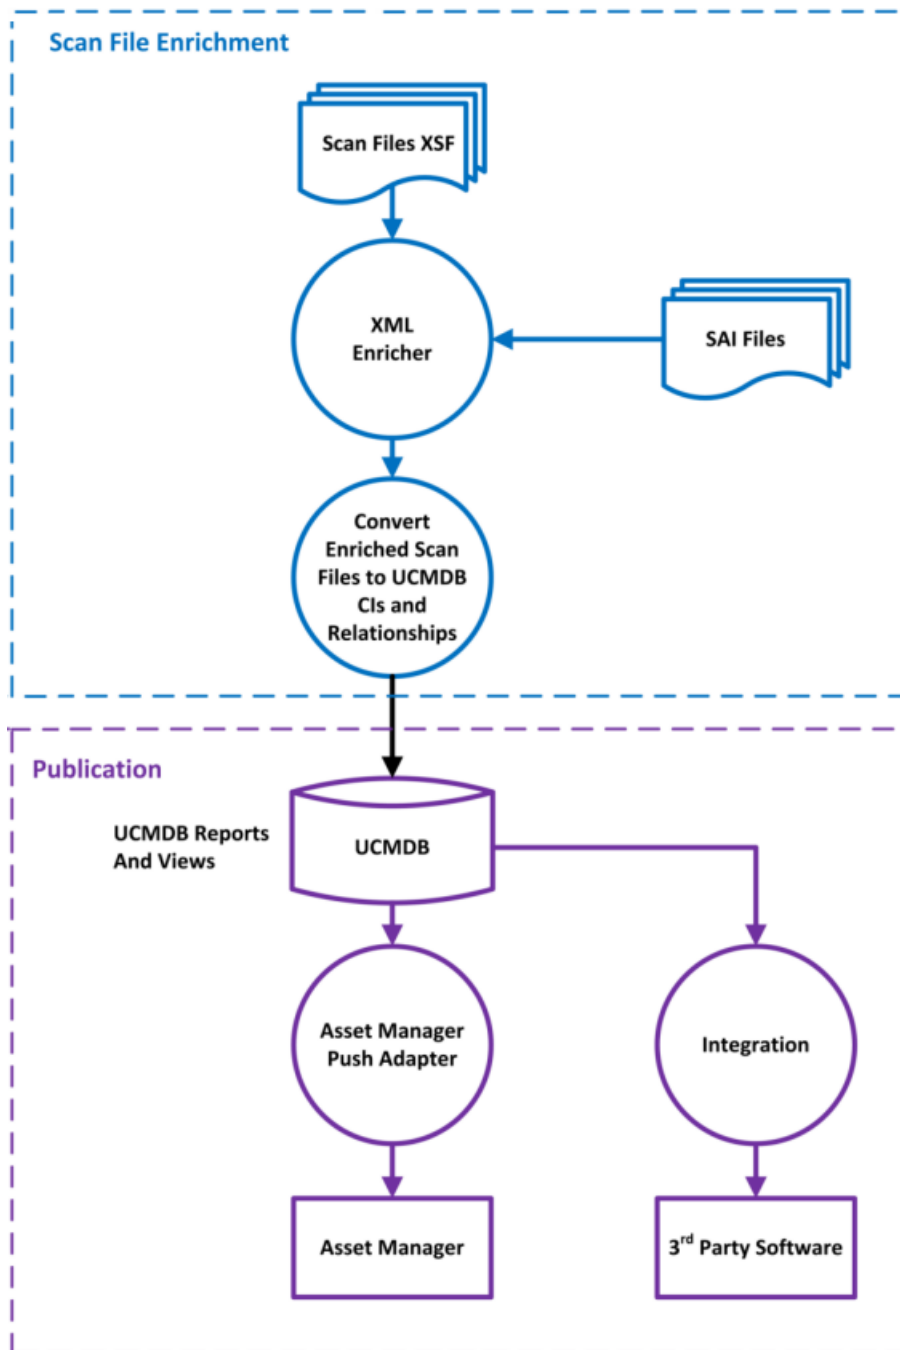 Scan File Enrichment
Scan Files XSF
XML
Enricher
SAI Files
Convert
Enriched Scan
Files to UCMDB
CIs and
Relationships
Publication
UCMDB Reports
And Views
UCMDB
Asset Manager
Push Adapter
Integration
Asset Manager
3rd Party Software